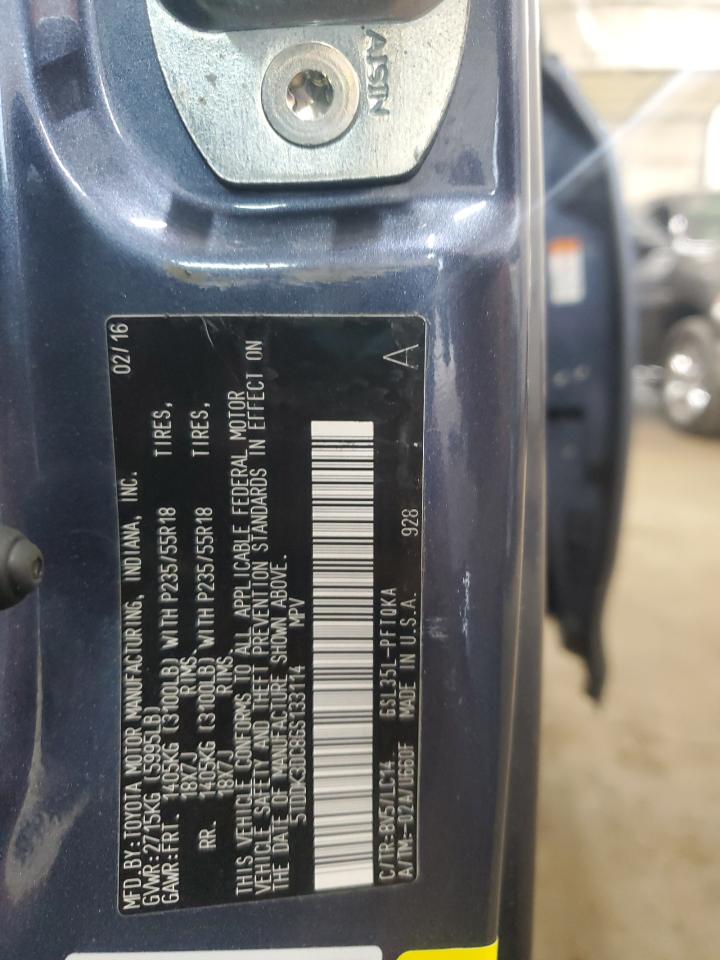 AISIN
MFD.BY:TOYOTA MOTOR MANUFACTURING, INDIANA, INC. 02/16
GVWR:2715KG (5995LB)
GAWR:FRT. 1405KG (3100LB) WITH P235/55R18 TIRES,
18X7J RIMS,
RR. 1405KG (3100LB) WITH P235/55R18 TIRES,
18X7J RIMS.
THIS VEHICLE CONFORMS TO ALL APPLICABLE FEDERAL MOTOR
VEHICLE SAFETY AND THEFT PREVENTION STANDARDS IN EFFECT ON
THE DATE OF MANUFACTURE SHOWN ABOVE.
5TDDK3DC8GS133114 MPV
A
C/TR:8V5/LC14 GSL35L-PFTQKA
A/TM=-02A/U660F MADE IN U.S.A. 928